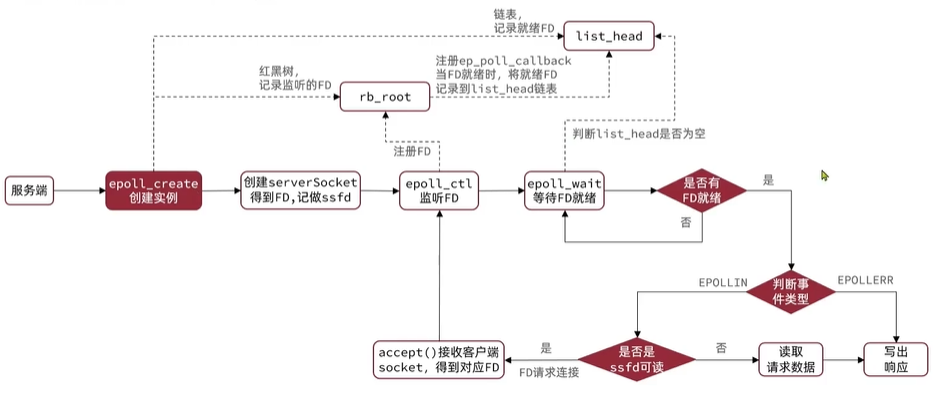 链表，
记录就绪FD
list_head
红黑树，
记录监听的FD
rb_root
注册ep_poll_callback
当FD就绪时，将就绪FD
记录到list_head链表
判断list_head是否为空
注册FD
服务端
epoll_create
创建实例
创建serverSocket
得到FD,记做ssfd
epoll_ctl
监听FD
epoll_wait
等待FD就绪
是否有
FD就绪
是
否
判断事
件类型
EPOLLIN
EPOLLERR
accept()接收客户端
socket，得到对应FD
是
FD请求连接
是否是
ssfd可读
否
读取
请求数据
写出
响应